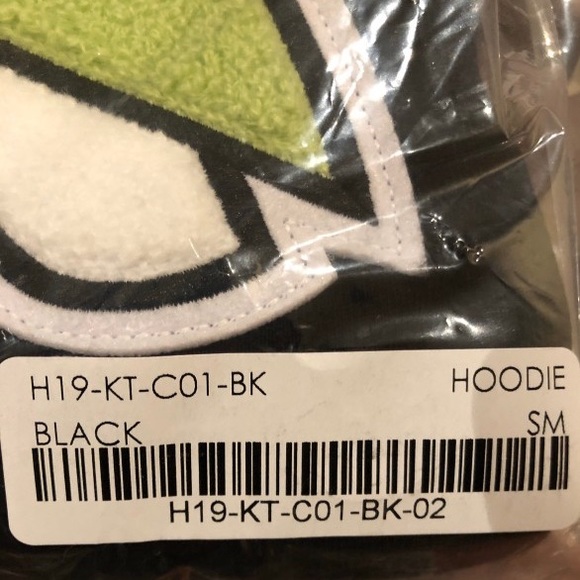 H19-KT-C01-BK HOODIE
BLACK SM
H19-KT-C01-BK-02